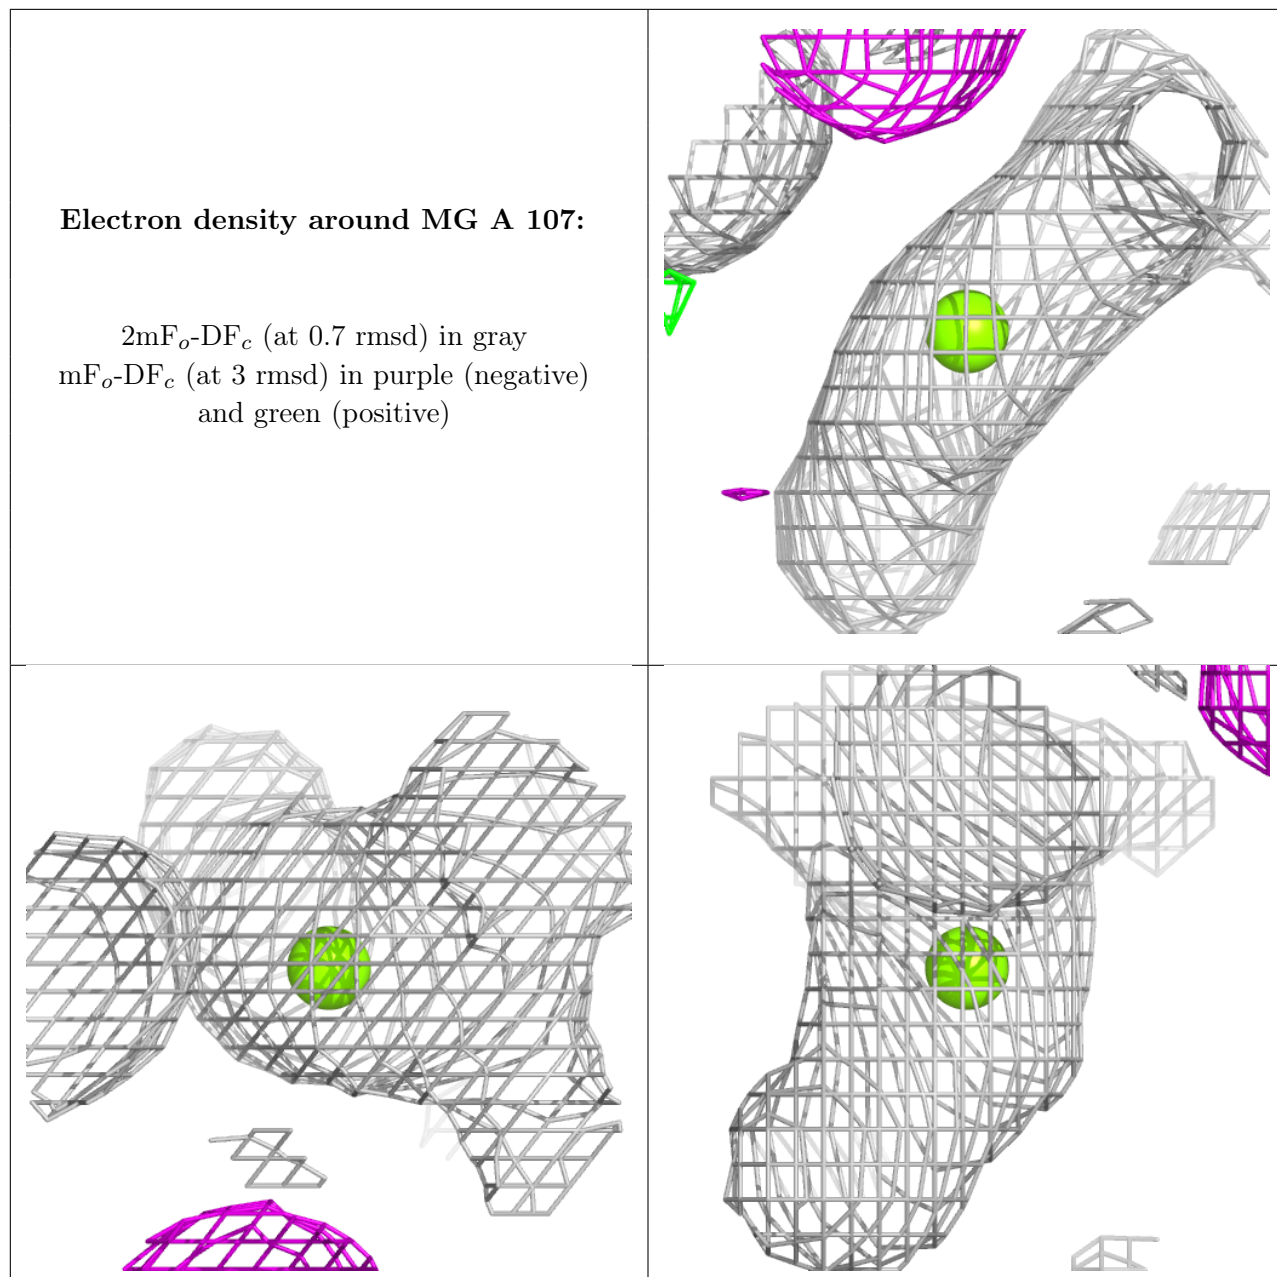 Electron density around MG A 107:
2mFo-DFc (at 0.7 rmsd) in gray
mFo-DFc (at 3 rmsd) in purple (negative)
and green (positive)